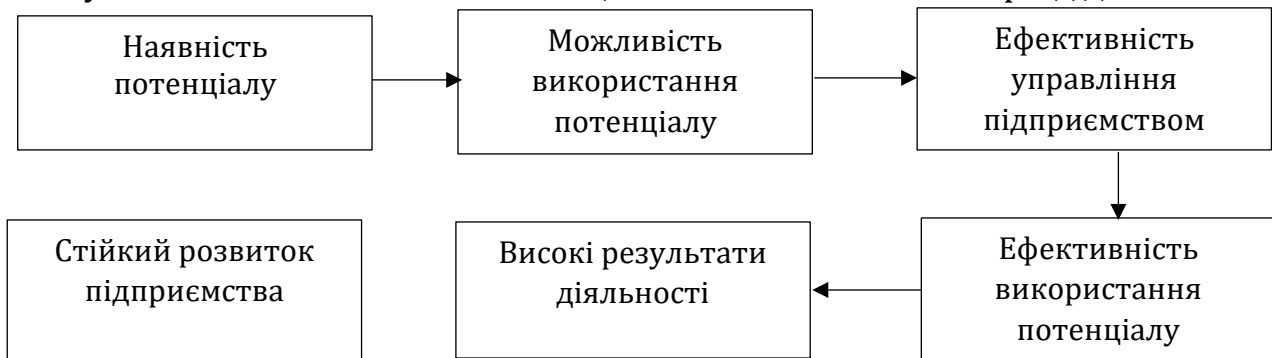 Наявність
потенціалу
Можливість
використання
потенціалу
Ефективність
управління
підприємством
Ефективність
використання
потенціалу
Високі результати
діяльності
Стійкий розвиток
підприємства